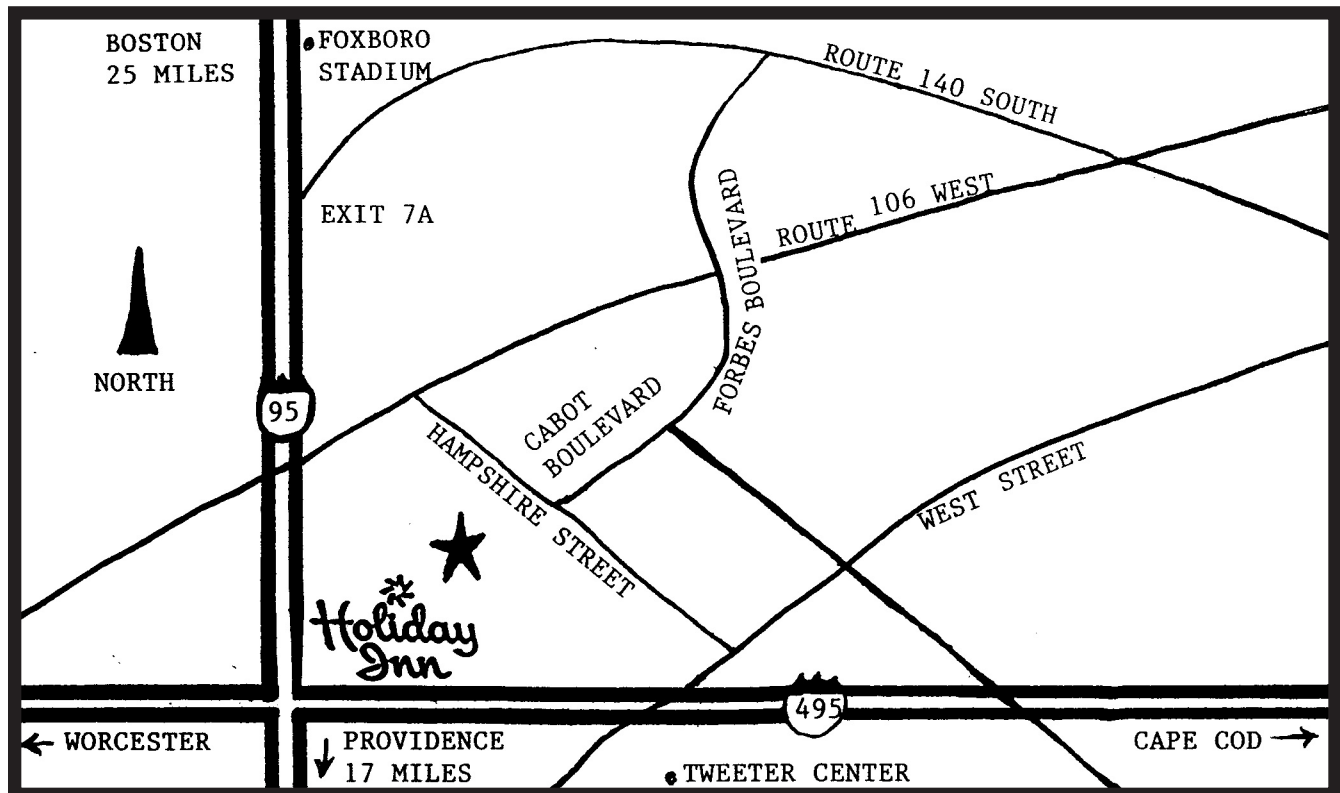 BOSTON
25 MILES
FOXBORO
STADIUM
ROUTE 140 SOUTH
EXIT 7A
ROUTE 106 WEST
FORBES BOULEVARD
NORTH
95
CABOT
BOULEVARD
HAMPSHIRE STREET
WEST STREET
Holiday
Inn
495
WORCESTER
PROVIDENCE
17 MILES
TWEETER CENTER
CAPE COD